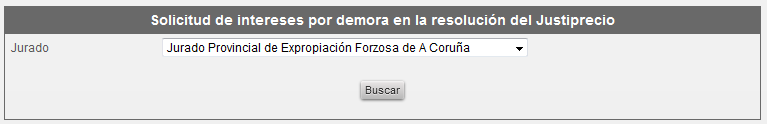 Solicitud de intereses por demora en la resolución del Justiprecio
Jurado Jurado Provincial de Expropiación Forzosa de A Coruña
Buscar